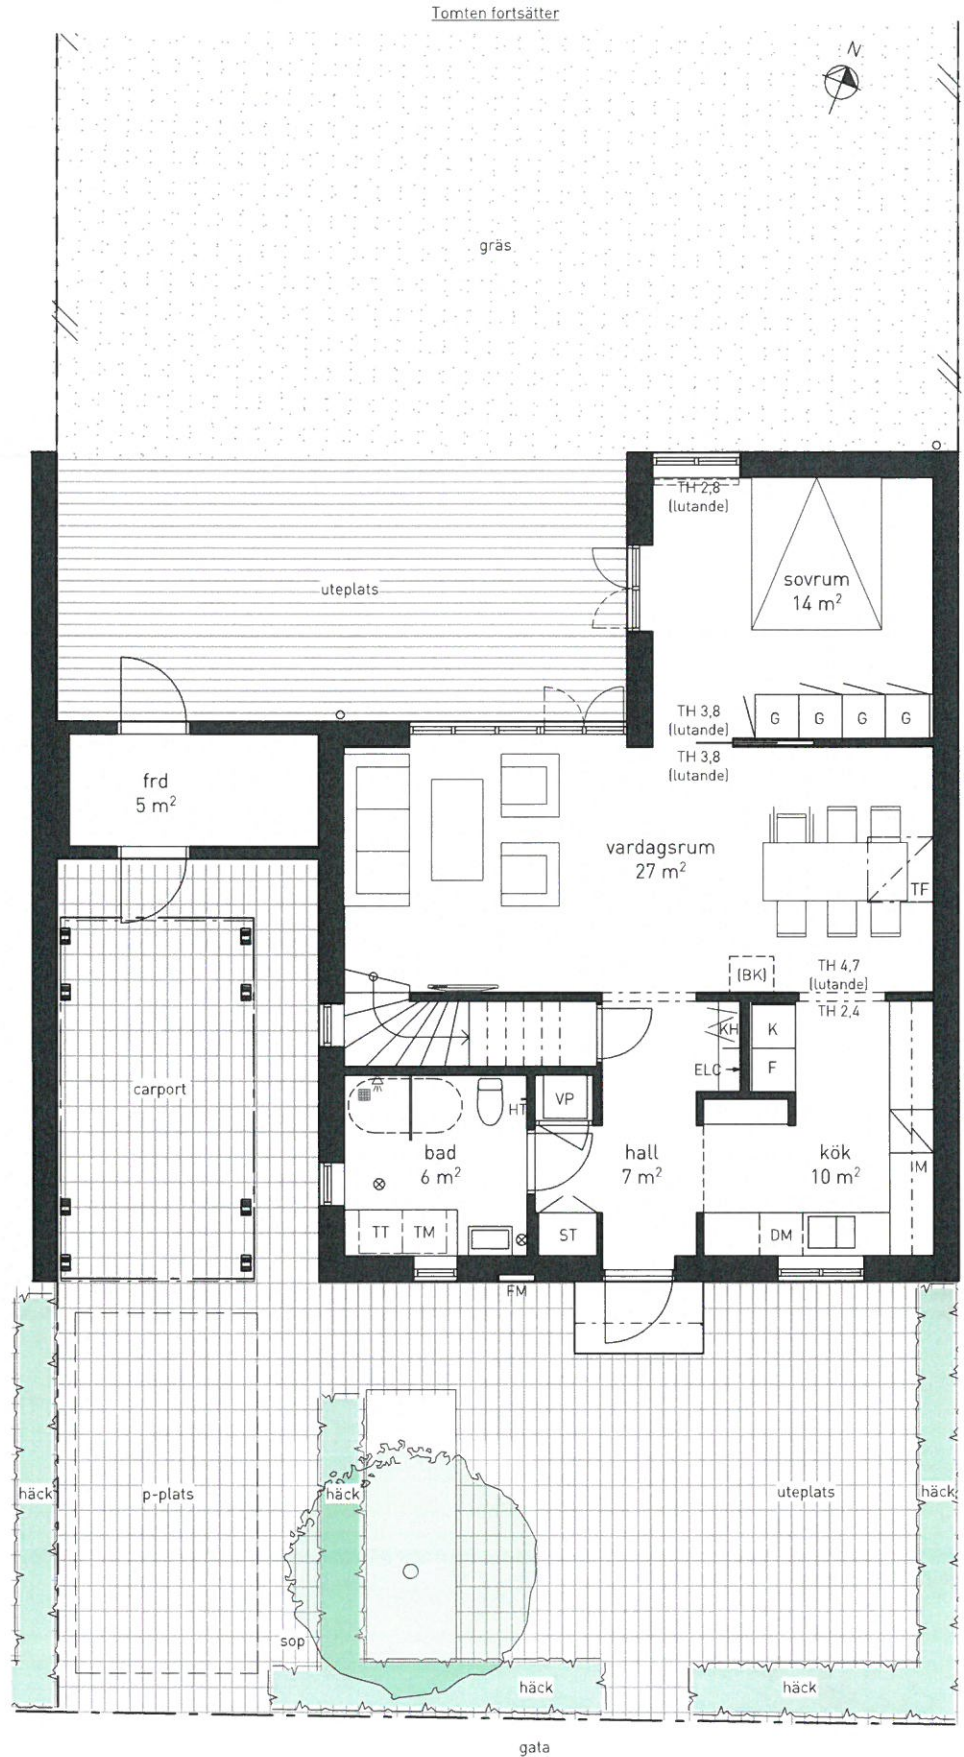 Tomten fortsätter
N
gräs
TH 2,8
(lutande)
sovrum
14 m²
uteplats
G G G G
TH 3,8
(lutande)
TH 3,8
(lutande)
frd
5 m²
vardagsrum
27 m²
TF
(BK)
TH 4,7
(lutande)
TH 2,4
KH
K
ELC
F
carport
HT
VP
bad
6 m²
hall
7 m²
kök
10 m²
IM
TT
TM
ST
DM
FM
häck
p-plats
häck
uteplats
häck
sop
häck
häck
gata